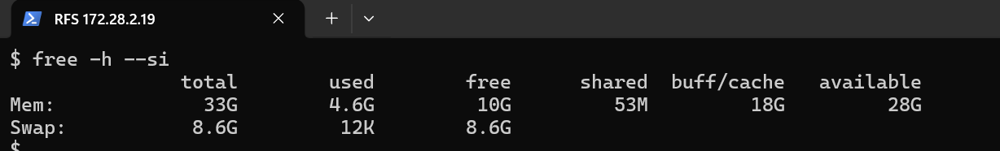 RFS 172.28.2.19
$ free -h --si
total used free shared buff/cache available
Mem: 33G 4.6G 10G 53M 18G 28G
Swap: 8.6G 12K 8.6G
$